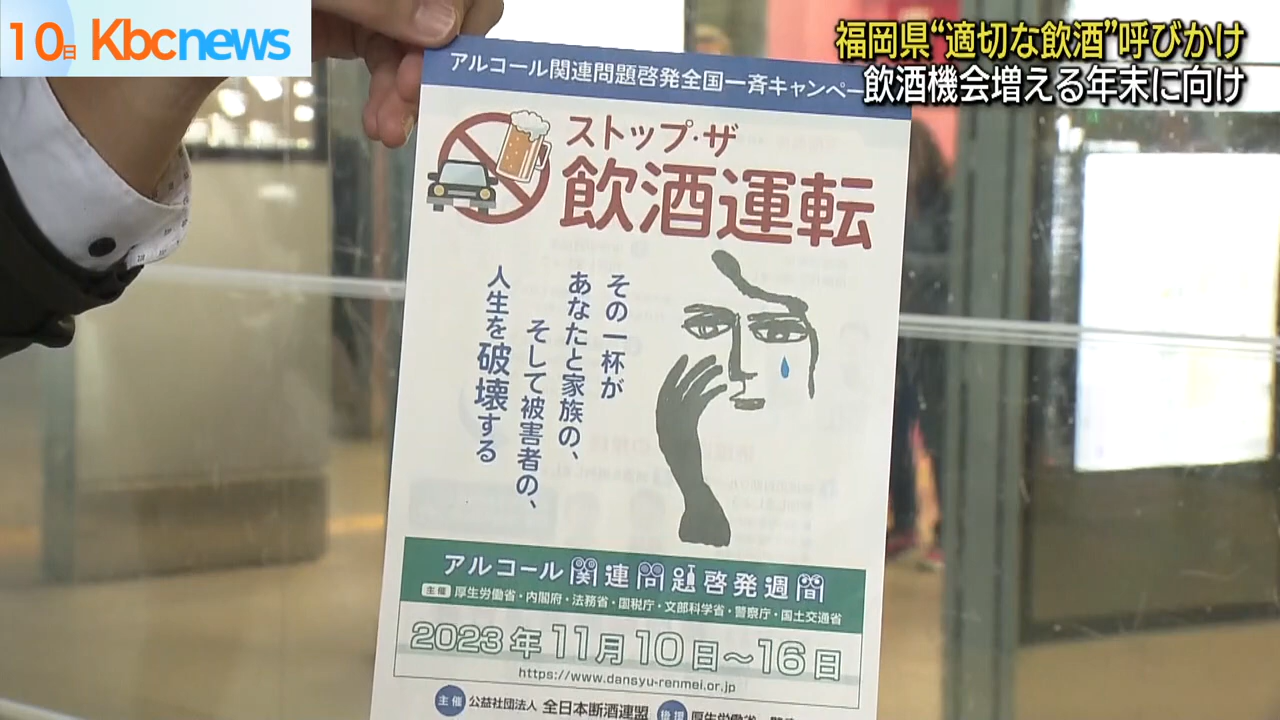 10日 Kbcnews
福岡県“適切な飲酒”呼びかけ
飲酒機会増える年末に向け
アルコール関連問題啓発全国一斉キャンペー
ストップ・ザ
飲酒運転
その一杯が
あなたと家族の、
そして被害者の、
人生を破壊する
アルコール関連問題啓発週間
主催 厚生労働省・内閣府・法務省・国税庁・文部科学省・警察庁・国土交通省
2023年11月10日～16日
https://www.dansyu-renmei.or.jp
主催 公益社団法人 全日本断酒連盟 後援 厚生労働省